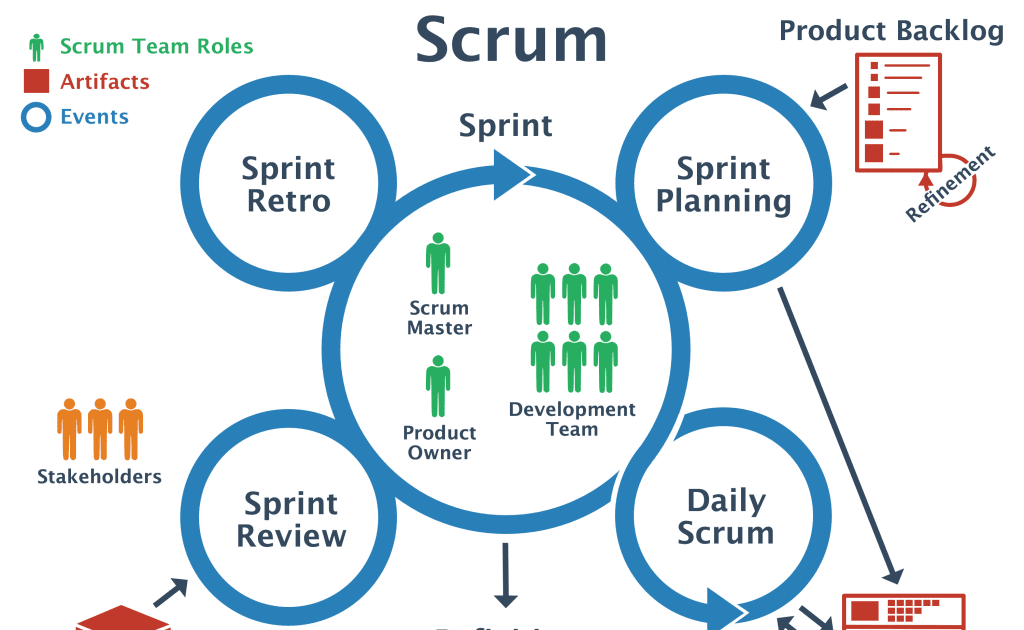 Scrum
Product Backlog
Scrum Team Roles
Artifacts
Events
Sprint
Sprint
Retro
Sprint
Planning
Refinement
Scrum
Master
Product
Owner
Development
Team
Stakeholders
Sprint
Review
Daily
Scrum